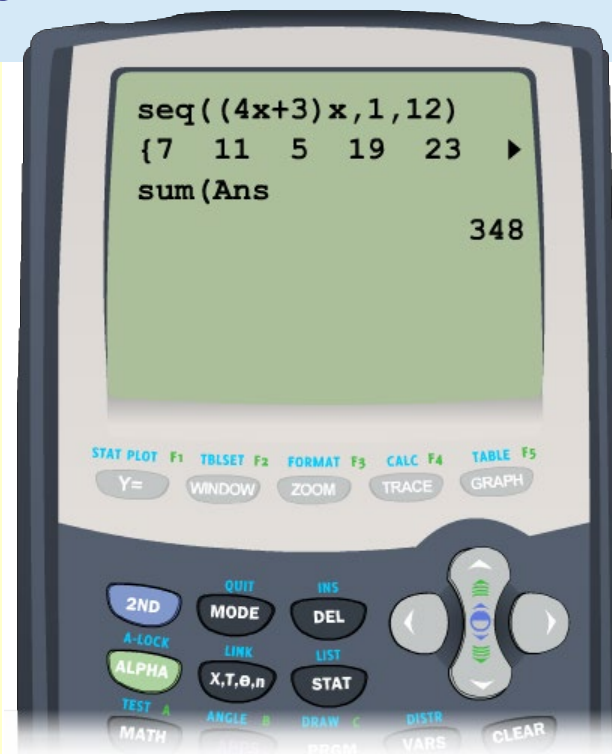 seq((4x+3)x,1,12)
{7 11 5 19 23
sum(Ans
348
STAT PLOT F1 TBLSET F2 FORMAT F3 CALC F4 TABLE F5
Y= WINDOW ZOOM TRACE GRAPH
QUIT INS
2ND MODE DEL
A-LOCK LINK LIST
ALPHA X,T,Θ,n STAT
TEST A ANGLE B DRAW C DISTR
MATH PRGM VARS CLEAR